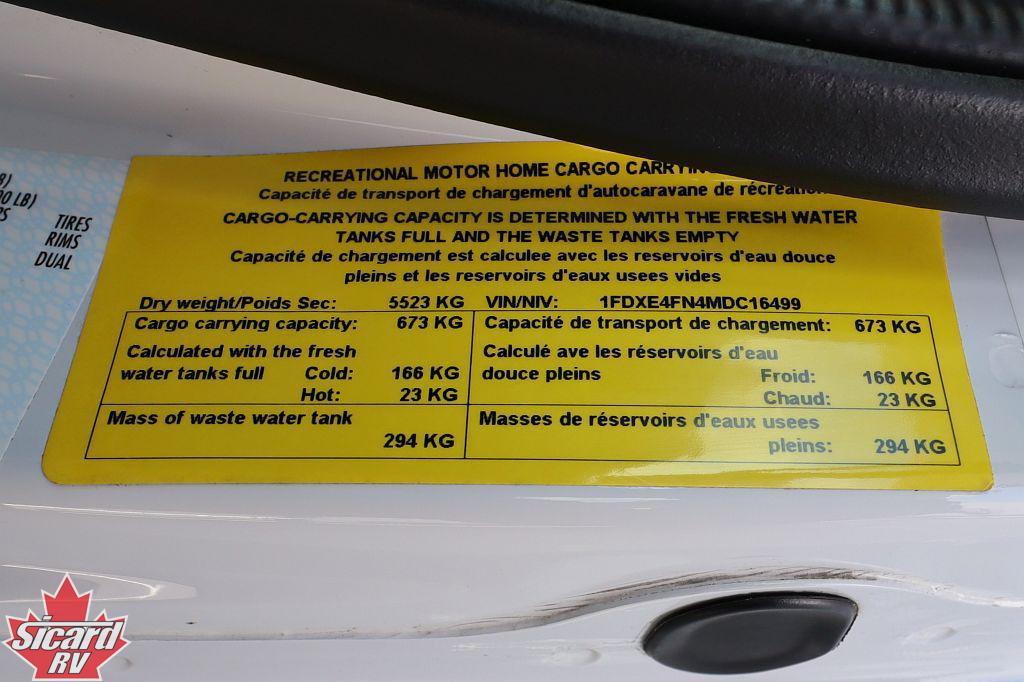 LB)
TIRES
RIMS
DUAL
RECREATIONAL MOTOR HOME CARGO
Capacité de transport de chargement d'autocaravane de
CARGO-CARRYING CAPACITY IS DETERMINED WITH THE FRESH WATER
TANKS FULL AND THE WASTE TANKS EMPTY
Capacité de chargement est calculee avec les reservoirs d'eau douce
pleins et les reservoirs d'eaux usees vides
Dry weight/Poids Sec: 5523 KG VIN/NIV: 1FDXE4FN4MDC16499
Cargo carrying capacity: 673 KG
Calculated with the fresh
water tanks full Cold: 166 KG
Hot: 23 KG
Mass of waste water tank
294 KG
Capacité de transport de chargement: 673 KG
Calculé ave les réservoirs d'eau
douce pleins Froid: 166 KG
Chaud: 23 KG
Masses de réservoirs d'eaux usees
pleins: 294 KG
Sicard
RV